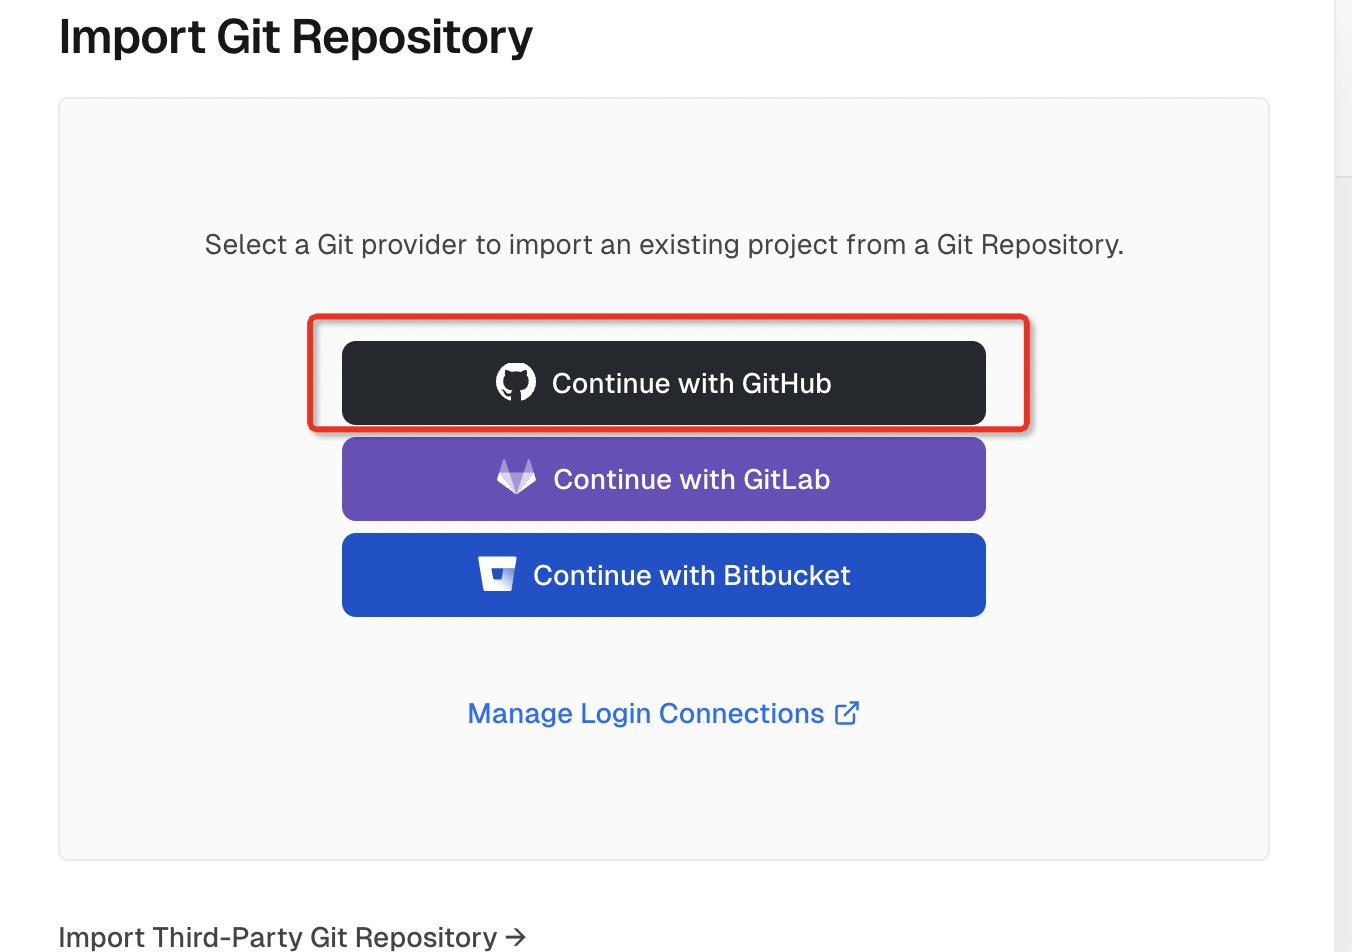 Import Git Repository
Select a Git provider to import an existing project from a Git Repository.
Continue with GitHub
Continue with GitLab
Continue with Bitbucket
Manage Login Connections
Import Third-Party Git Repository →